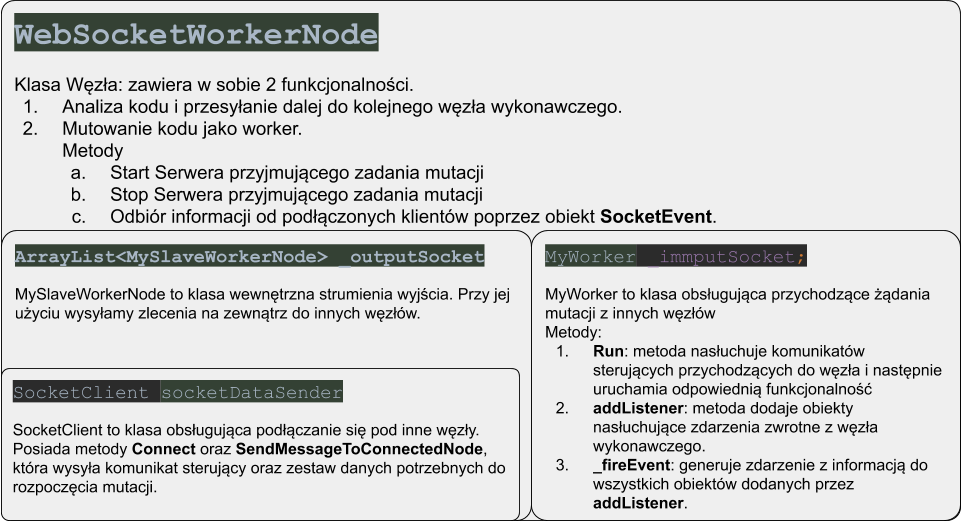 WebSocketWorkerNode
Klasa Węzła: zawiera w sobie 2 funkcjonalności.
1. Analiza kodu i przesyłanie dalej do kolejnego węzła wykonawczego.
2. Mutowanie kodu jako worker.
Metody
a. Start Serwera przyjmującego zadania mutacji
b. Stop Serwera przyjmującego zadania mutacji
c. Odbiór informacji od podłączonych klientów poprzez obiekt SocketEvent.
ArrayList<MySlaveWorkerNode> _outputSocket
MySlaveWorkerNode to klasa wewnętrzna strumienia wyjścia. Przy jej
użyciu wysyłamy zlecenia na zewnątrz do innych węzłów.
SocketClient socketDataSender
SocketClient to klasa obsługująca podłączanie się pod inne węzły.
Posiada metody Connect oraz SendMessageToConnectedNode,
która wysyła komunikat sterujący oraz zestaw danych potrzebnych do
rozpoczęcia mutacji.
MyWorker _immputSocket;
MyWorker to klasa obsługująca przychodzące żądania
mutacji z innych węzłów
Metody:
1. Run: metoda nasłuchuje komunikatów
sterujących przychodzących do węzła i następnie
uruchamia odpowiednią funkcjonalność
2. addListener: metoda dodaje obiekty
nasłuchujące zdarzenia zwrotne z węzła
wykonawczego.
3. _fireEvent: generuje zdarzenie z informacją do
wszystkich obiektów dodanych przez
addListener.